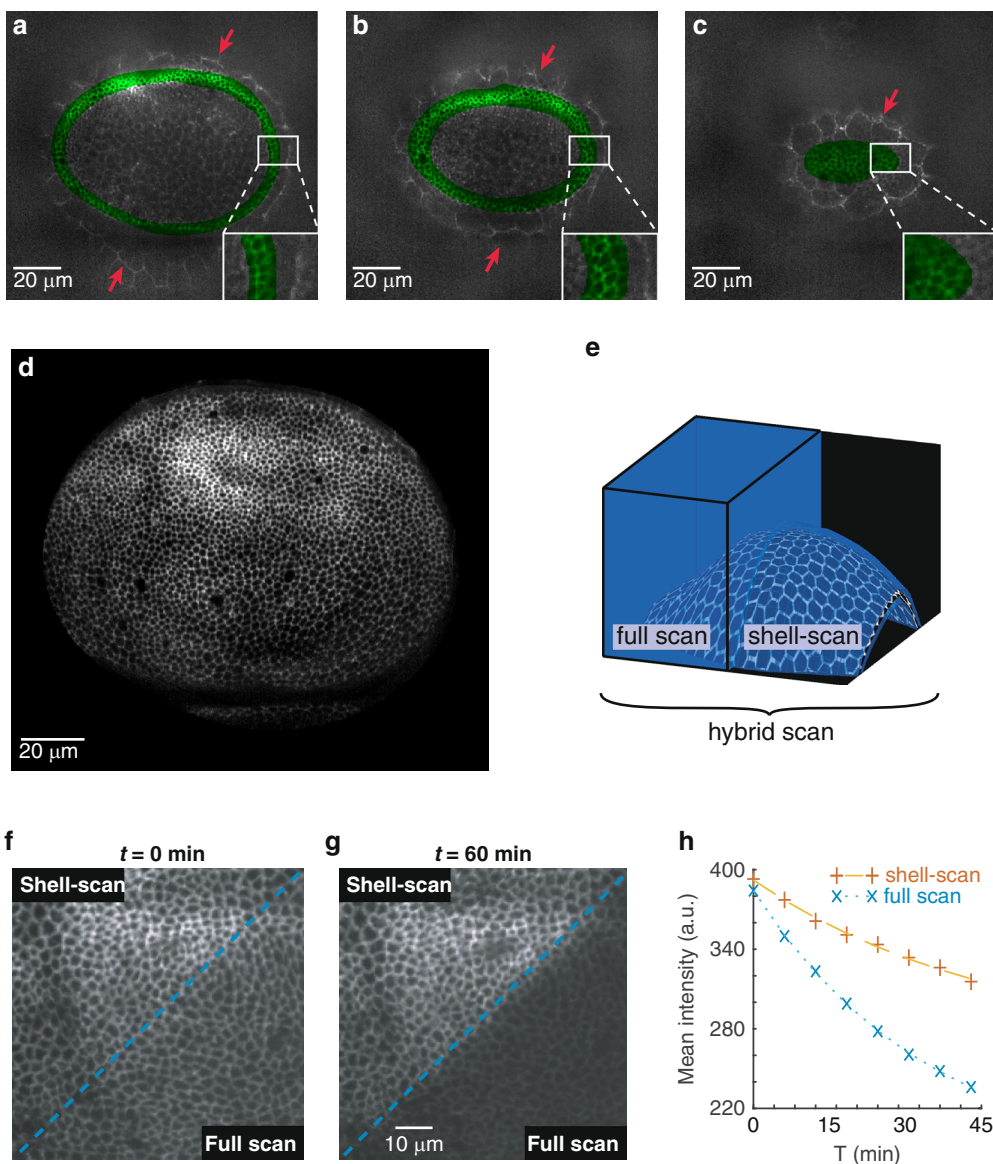 a
b
c
20 μm
20 μm
20 μm
d
20 μm
e
full scan
shell-scan
hybrid scan
f
t = 0 min
Shell-scan
Full scan
g
t = 60 min
Shell-scan
10 μm
Full scan
h
400
340
280
220
Mean intensity (a.u.)
shell-scan
full scan
0
15
30
45
T (min)